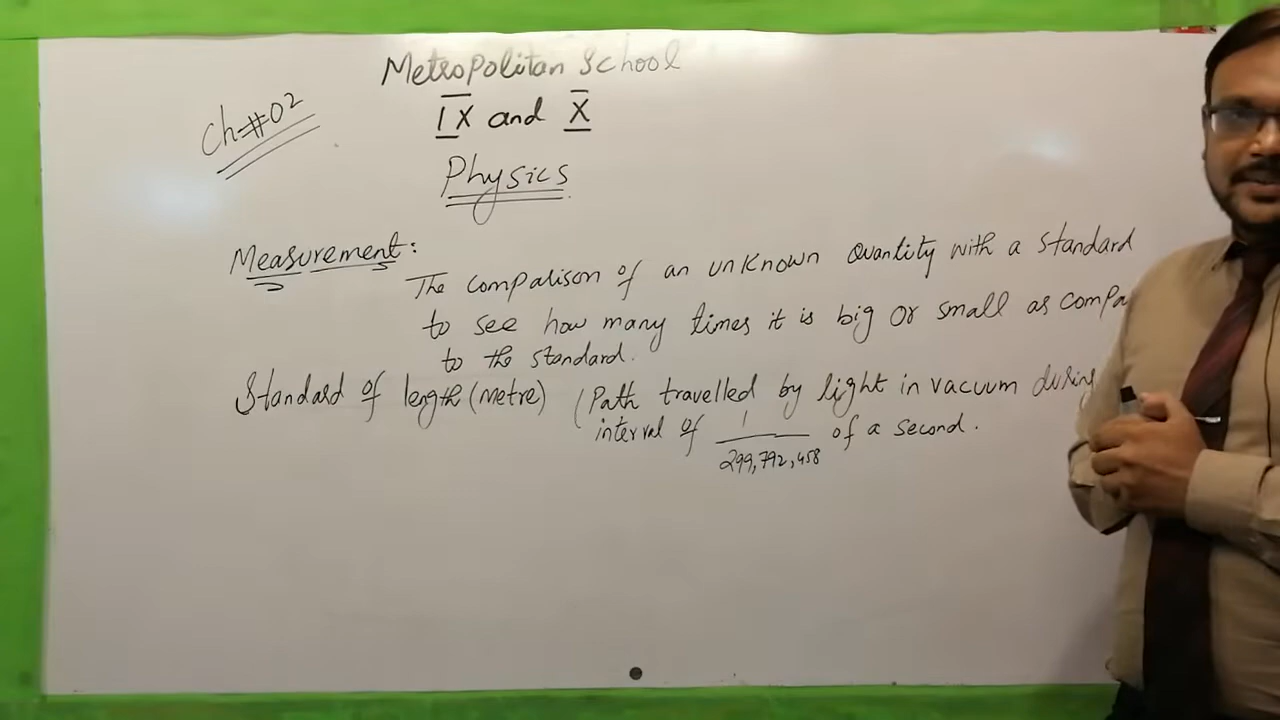 Metropolitan School
Ch#02
IX and X
Physics
Measurement:
The comparison of an unknown Quantity with a standard
to see how many times it is big or small as compa
to the standard.
Standard of length (metre) (Path travelled by light in vacuum during
interval of 1/299,792,458 of a second.